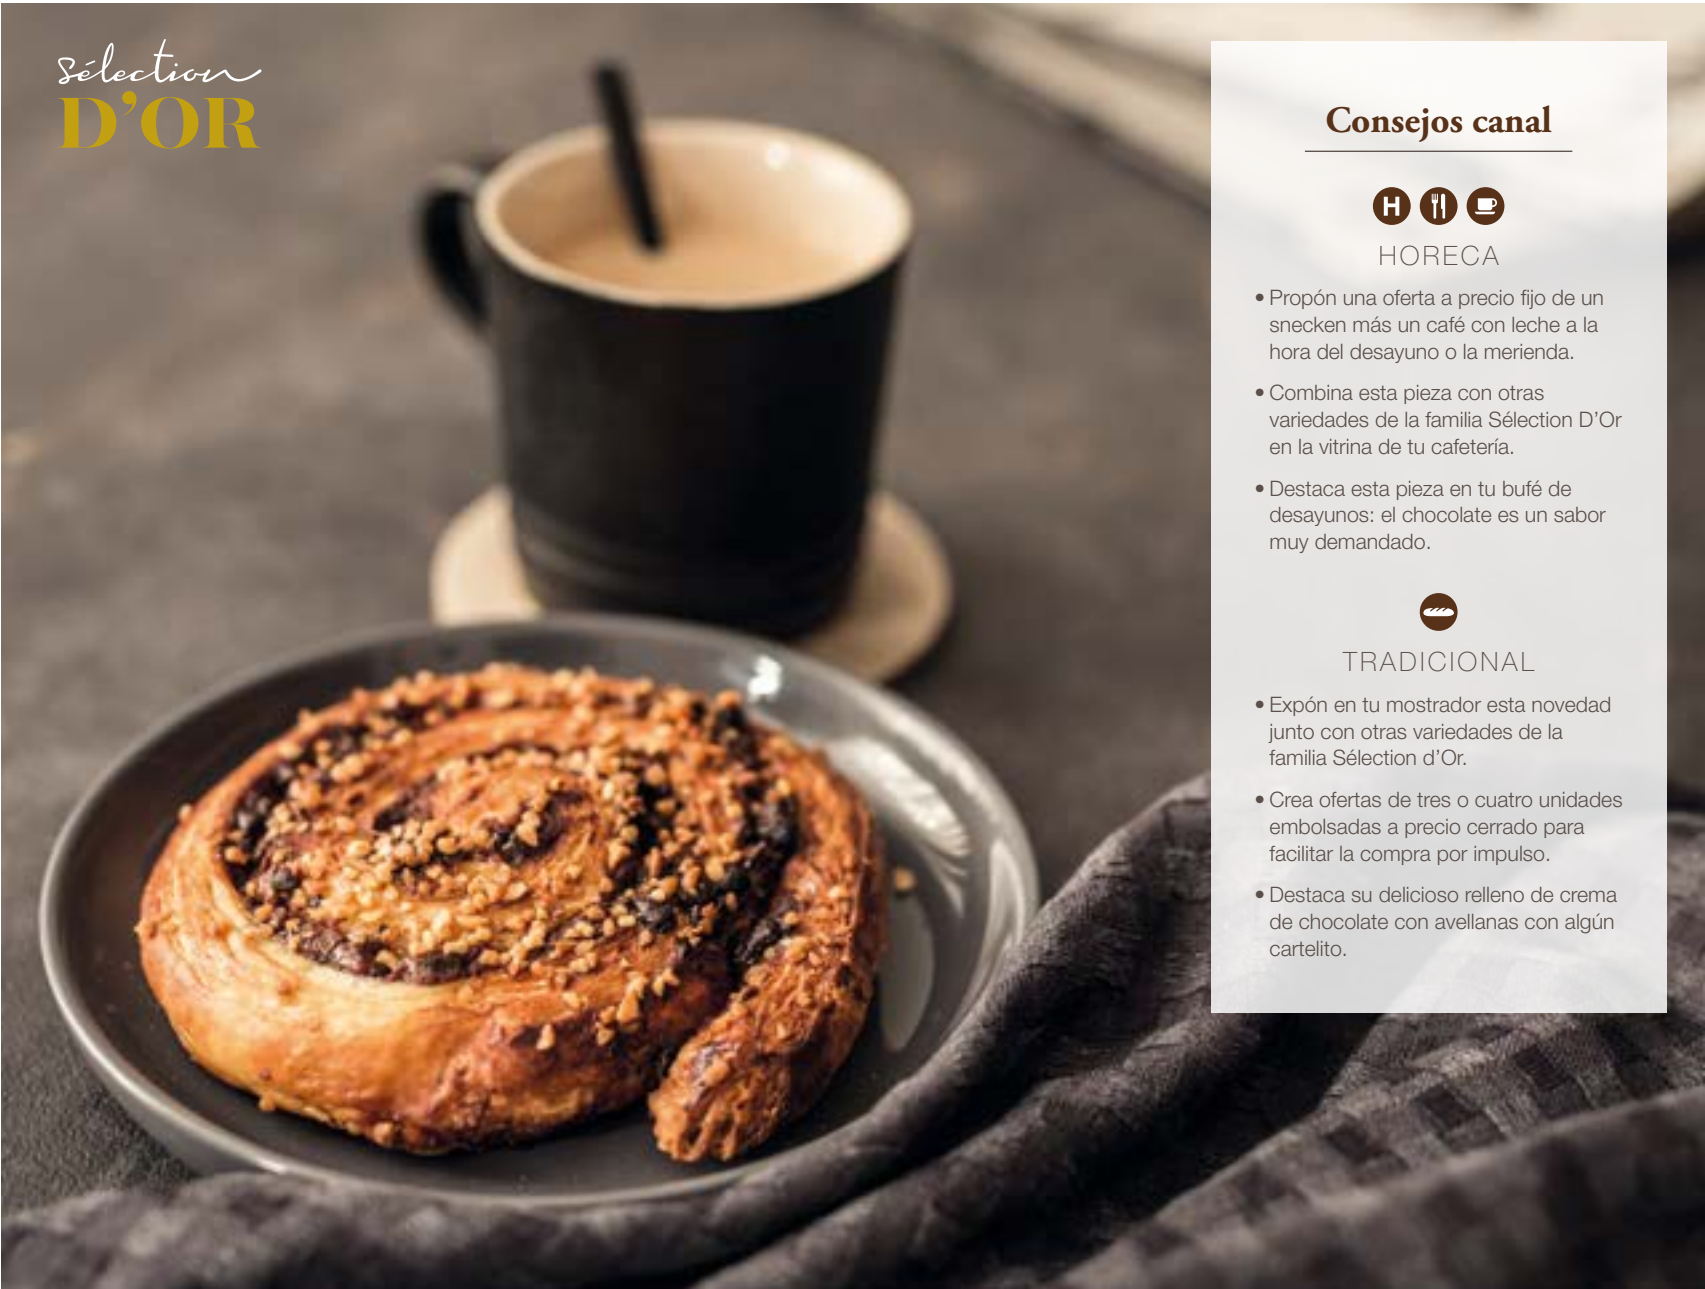 Sélection
D'OR
Consejos canal
H
HORECA
• Propón una oferta a precio fijo de un
snecken más un café con leche a la
hora del desayuno o la merienda.
• Combina esta pieza con otras
variedades de la familia Sélection D'Or
en la vitrina de tu cafetería.
• Destaca esta pieza en tu bufé de
desayunos: el chocolate es un sabor
muy demandado.
TRADICIONAL
• Expón en tu mostrador esta novedad
junto con otras variedades de la
familia Sélection d'Or.
• Crea ofertas de tres o cuatro unidades
embolsadas a precio cerrado para
facilitar la compra por impulso.
• Destaca su delicioso relleno de crema
de chocolate con avellanas con algún
cartelito.